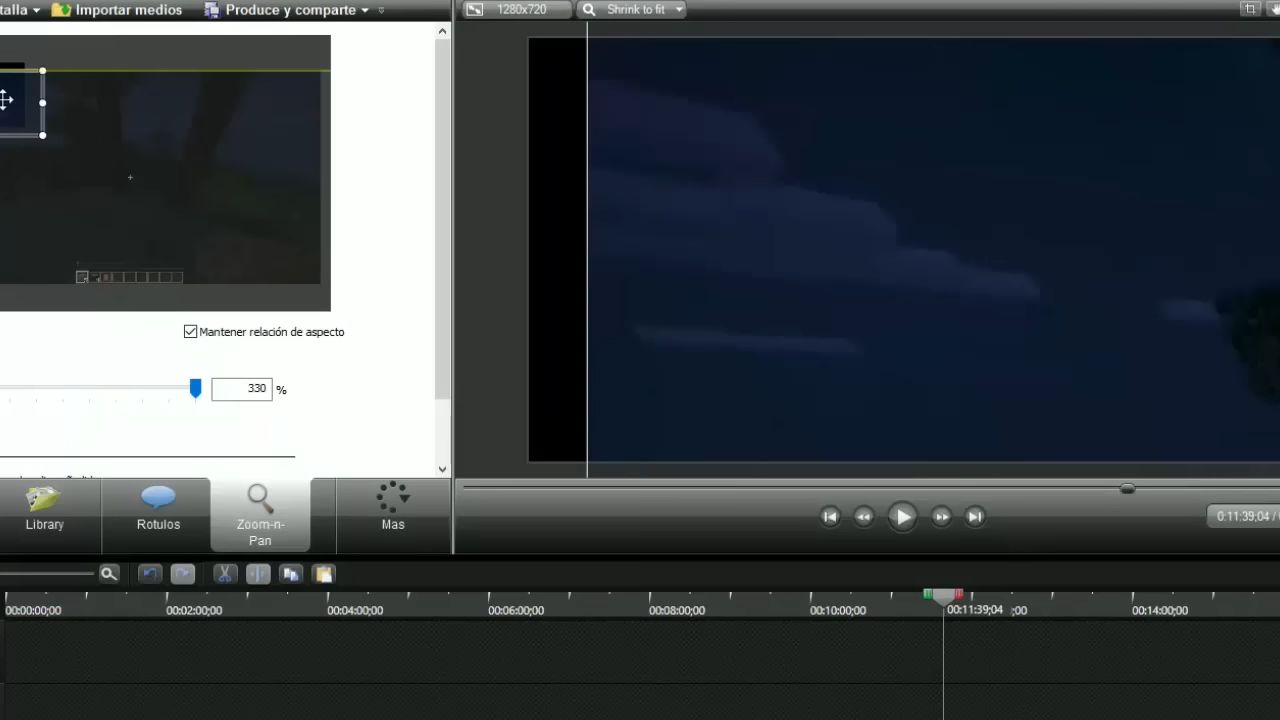 talla
Importar medios
Produce y comparte
1280x720
Shrink to fit
Mantener relación de aspecto
330 %
Library
Rotulos
Zoom-n-
Pan
Mas
0:11:39,04 /
00:00:00;00
00:02:00;00
00:04:00;00
00:06:00;00
00:08:00;00
00:10:00;00
00:11:39;04
;00
00:14:00;00